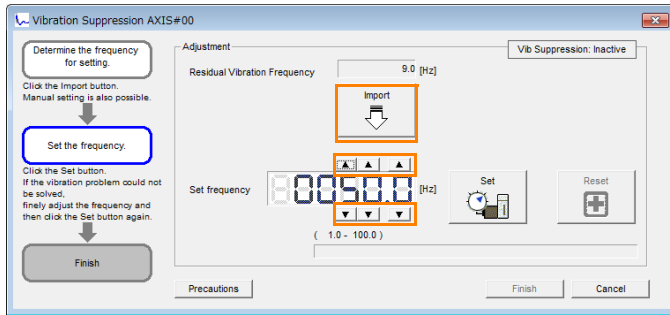 Vibration Suppression AXIS#00
Determine the frequency
for setting.
Click the Import button.
Manual setting is also possible.
Set the frequency.
Click the Set button.
If the vibration problem could not
be solved,
finely adjust the frequency and
then click the Set button again.
Finish
Adjustment
Vib Suppression: Inactive
Residual Vibration Frequency
9.0 [Hz]
Import
Set frequency
0050.0 [Hz]
( 1.0 - 100.0 )
Set
Reset
Precautions
Finish
Cancel